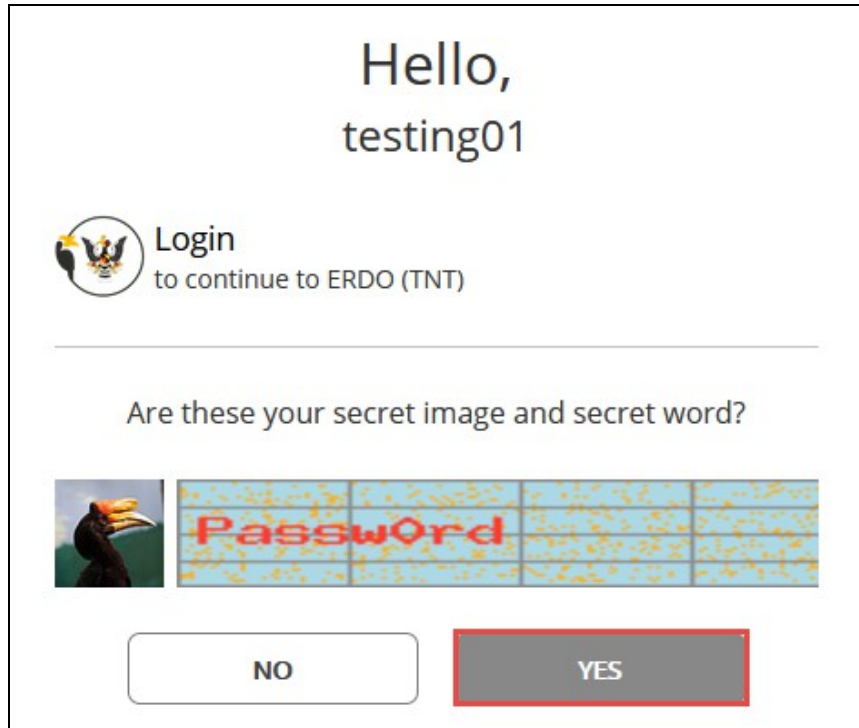 Hello,
testing01
Login
to continue to ERDO (TNT)
Are these your secret image and secret word?
Passw0rd
NO
YES